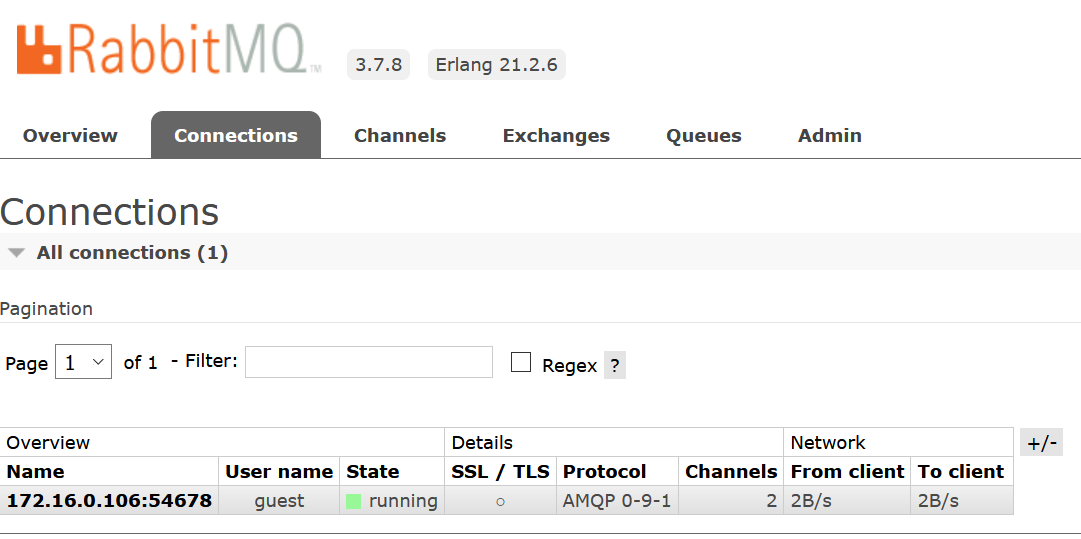 RabbitMQ TM 3.7.8 Erlang 21.2.6
Overview Connections Channels Exchanges Queues Admin
Connections
All connections (1)
Pagination
Page 1 of 1 - Filter: Regex ?
Overview Details Network +/-
Name User name State SSL / TLS Protocol Channels From client To client
172.16.0.106:54678 guest running ○ AMQP 0-9-1 2 2B/s 2B/s